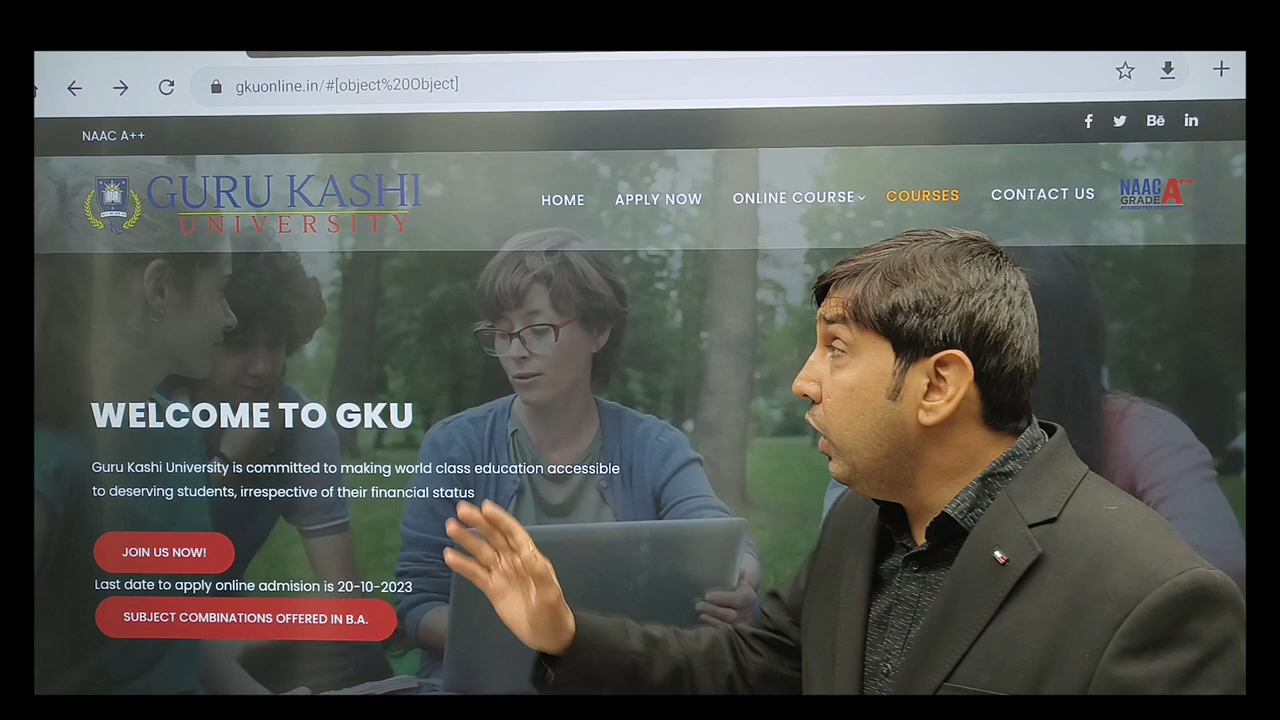 gkuonline.in/#[object%20Object]
NAAC A++
Bē in
GURU KASHI
UNIVERSITY
HOME APPLY NOW ONLINE COURSE COURSES CONTACT US
NAAC
GRADE A++
WELCOME TO GKU
Guru Kashi University is committed to making world class education accessible
to deserving students, irrespective of their financial status
JOIN US NOW!
Last date to apply online admision is 20-10-2023
SUBJECT COMBINATIONS OFFERED IN B.A.